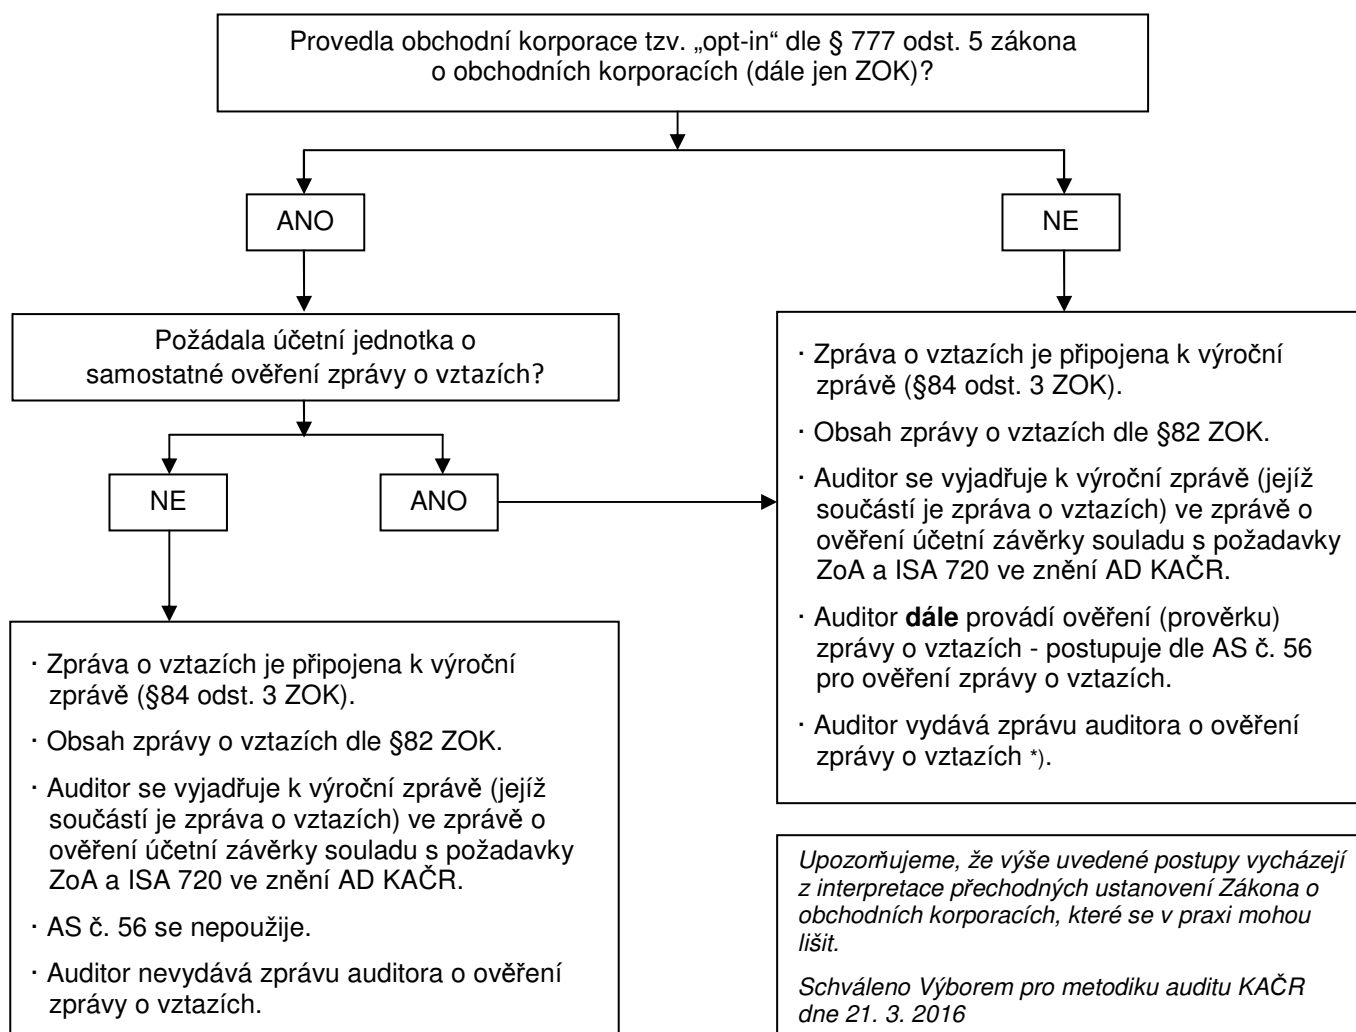 Provedla obchodní korporace tzv. „opt-in“ dle § 777 odst. 5 zákona
o obchodních korporacích (dále jen ZOK)?
ANO
NE
Požádala účetní jednotka o
samostatné ověření zprávy o vztazích?
NE
ANO
· Zpráva o vztazích je připojena k výroční
zprávě (§84 odst. 3 ZOK).
· Obsah zprávy o vztazích dle §82 ZOK.
· Auditor se vyjadřuje k výroční zprávě (jejíž
součástí je zpráva o vztazích) ve zprávě o
ověření účetní závěrky souladu s požadavky
ZoA a ISA 720 ve znění AD KAČR.
· Auditor dále provádí ověření (prověrku)
zprávy o vztazích - postupuje dle AS č. 56
pro ověření zprávy o vztazích.
· Auditor vydává zprávu auditora o ověření
zprávy o vztazích *).
· Zpráva o vztazích je připojena k výroční
zprávě (§84 odst. 3 ZOK).
· Obsah zprávy o vztazích dle §82 ZOK.
· Auditor se vyjadřuje k výroční zprávě (jejíž
součástí je zpráva o vztazích) ve zprávě o
ověření účetní závěrky souladu s požadavky
ZoA a ISA 720 ve znění AD KAČR.
· AS č. 56 se nepoužije.
· Auditor nevydává zprávu auditora o ověření
zprávy o vztazích.
Upozorňujeme, že výše uvedené postupy vycházejí
z interpretace přechodných ustanovení Zákona o
obchodních korporacích, které se v praxi mohou
lišit.
Schváleno Výborem pro metodiku auditu KAČR
dne 21. 3. 2016